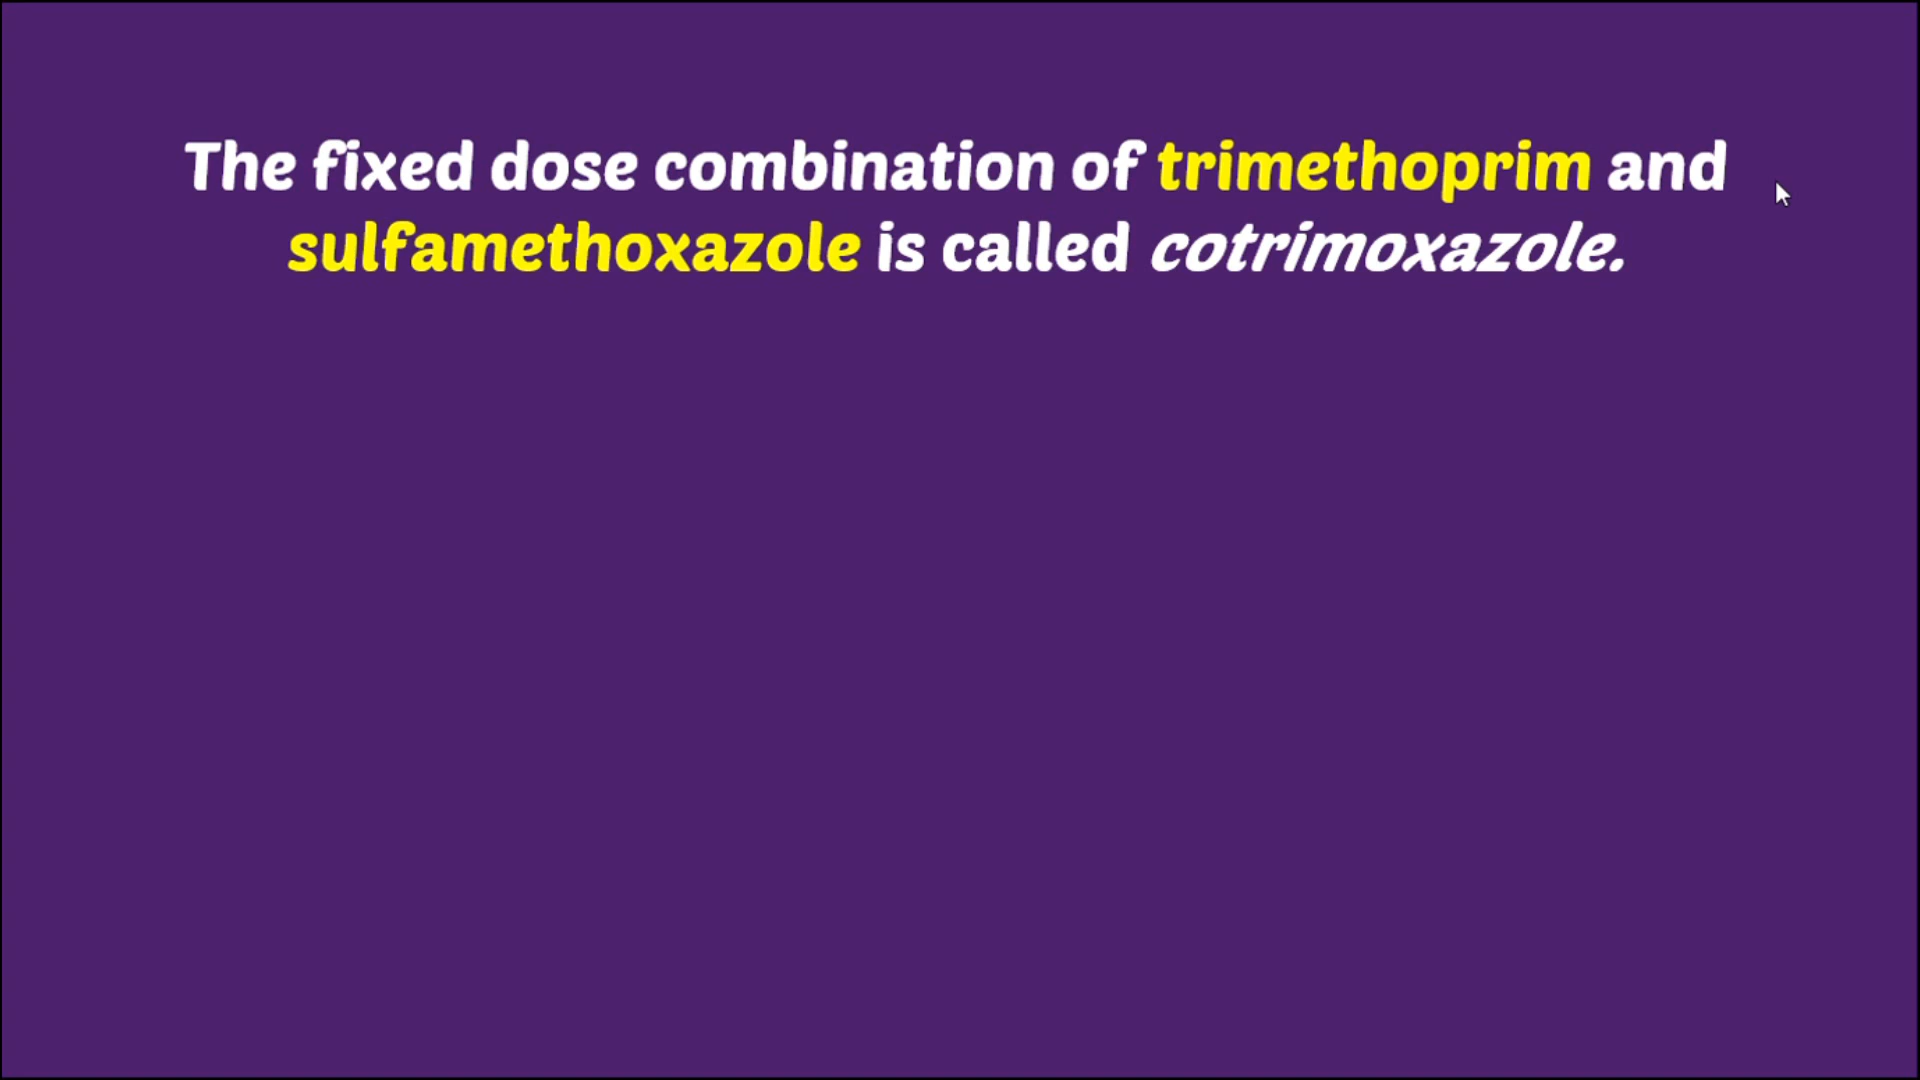 The fixed dose combination of trimethoprim and
sulfamethoxazole is called cotrimoxazole.